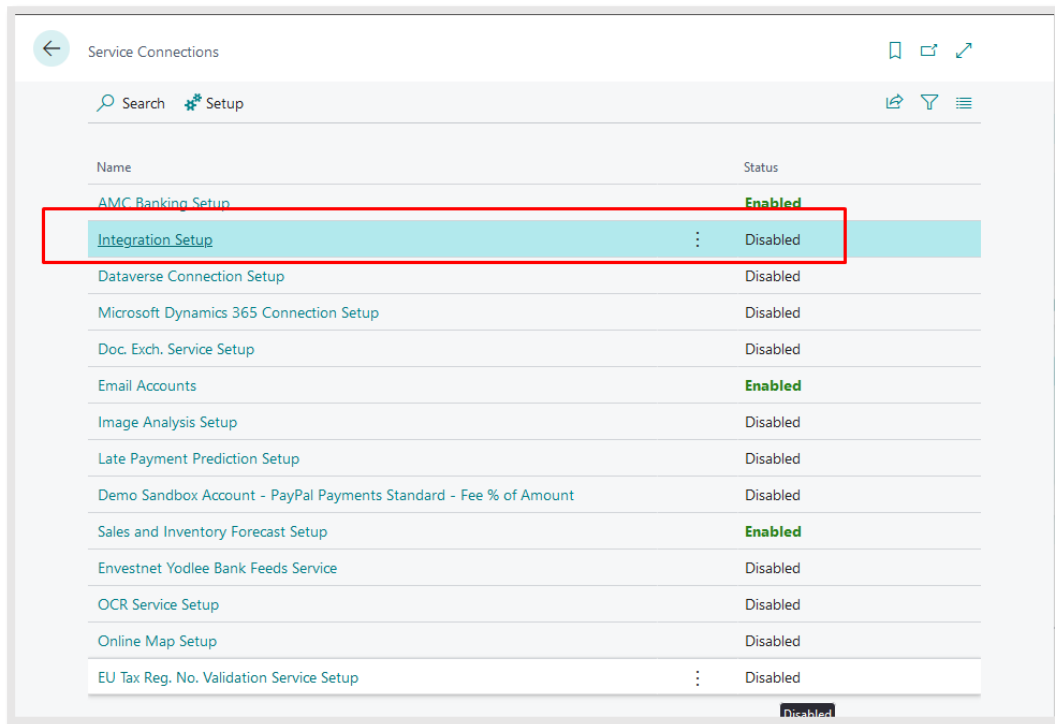 Service Connections
Search Setup
Name Status
AMC Banking Setup Enabled
Integration Setup Disabled
Dataverse Connection Setup Disabled
Microsoft Dynamics 365 Connection Setup Disabled
Doc. Exch. Service Setup Disabled
Email Accounts Enabled
Image Analysis Setup Disabled
Late Payment Prediction Setup Disabled
Demo Sandbox Account - PayPal Payments Standard - Fee % of Amount Disabled
Sales and Inventory Forecast Setup Enabled
Envestnet Yodlee Bank Feeds Service Disabled
OCR Service Setup Disabled
Online Map Setup Disabled
EU Tax Reg. No. Validation Service Setup Disabled
Disabled